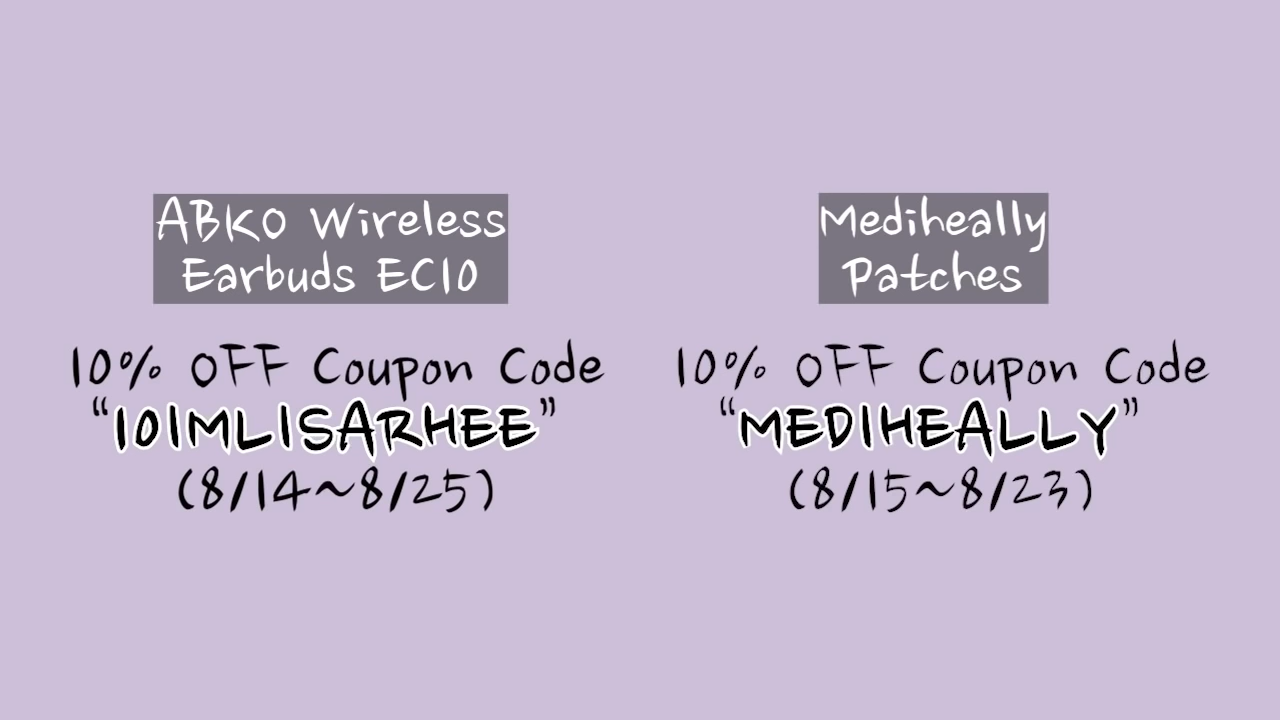 ABKO Wireless
Earbuds EC10
10% OFF Coupon Code
“101MLISARHEE”
(8/14~8/25)
Mediheally
Patches
10% OFF Coupon Code
“MEDIHEALLY”
(8/15~8/23)